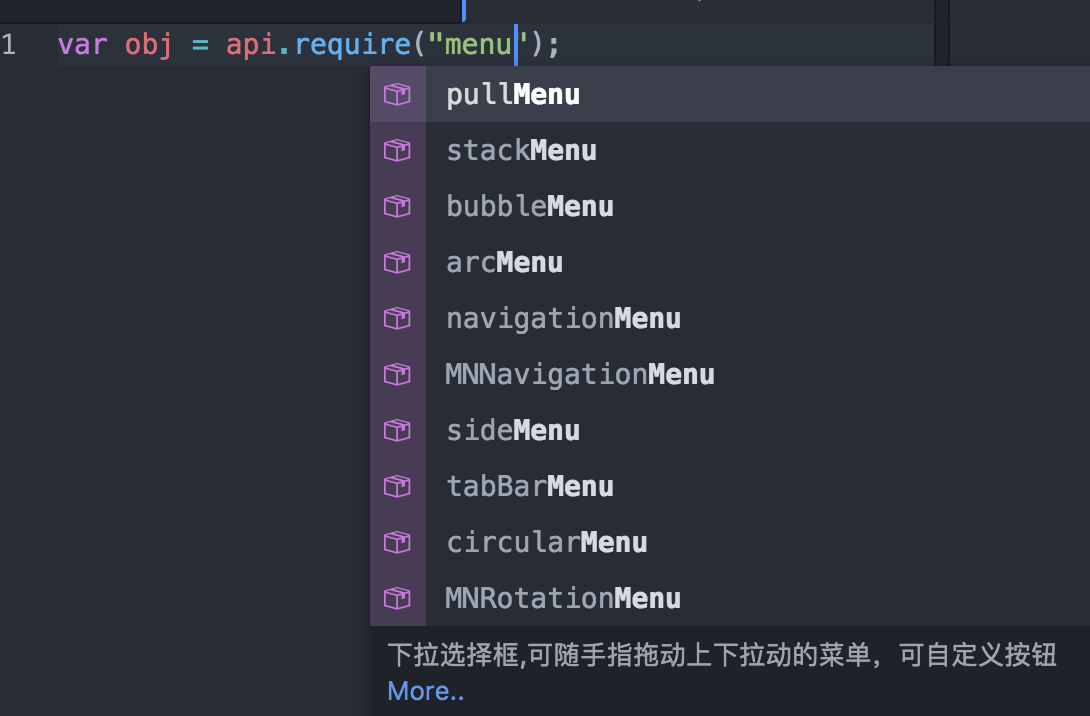 1 var obj = api.require("menu");
pullMenu
stackMenu
bubbleMenu
arcMenu
navigationMenu
MNNavigationMenu
sideMenu
tabBarMenu
circularMenu
MNRotationMenu
下拉选择框,可随手指拖动上下拉动的菜单，可自定义按钮
More..